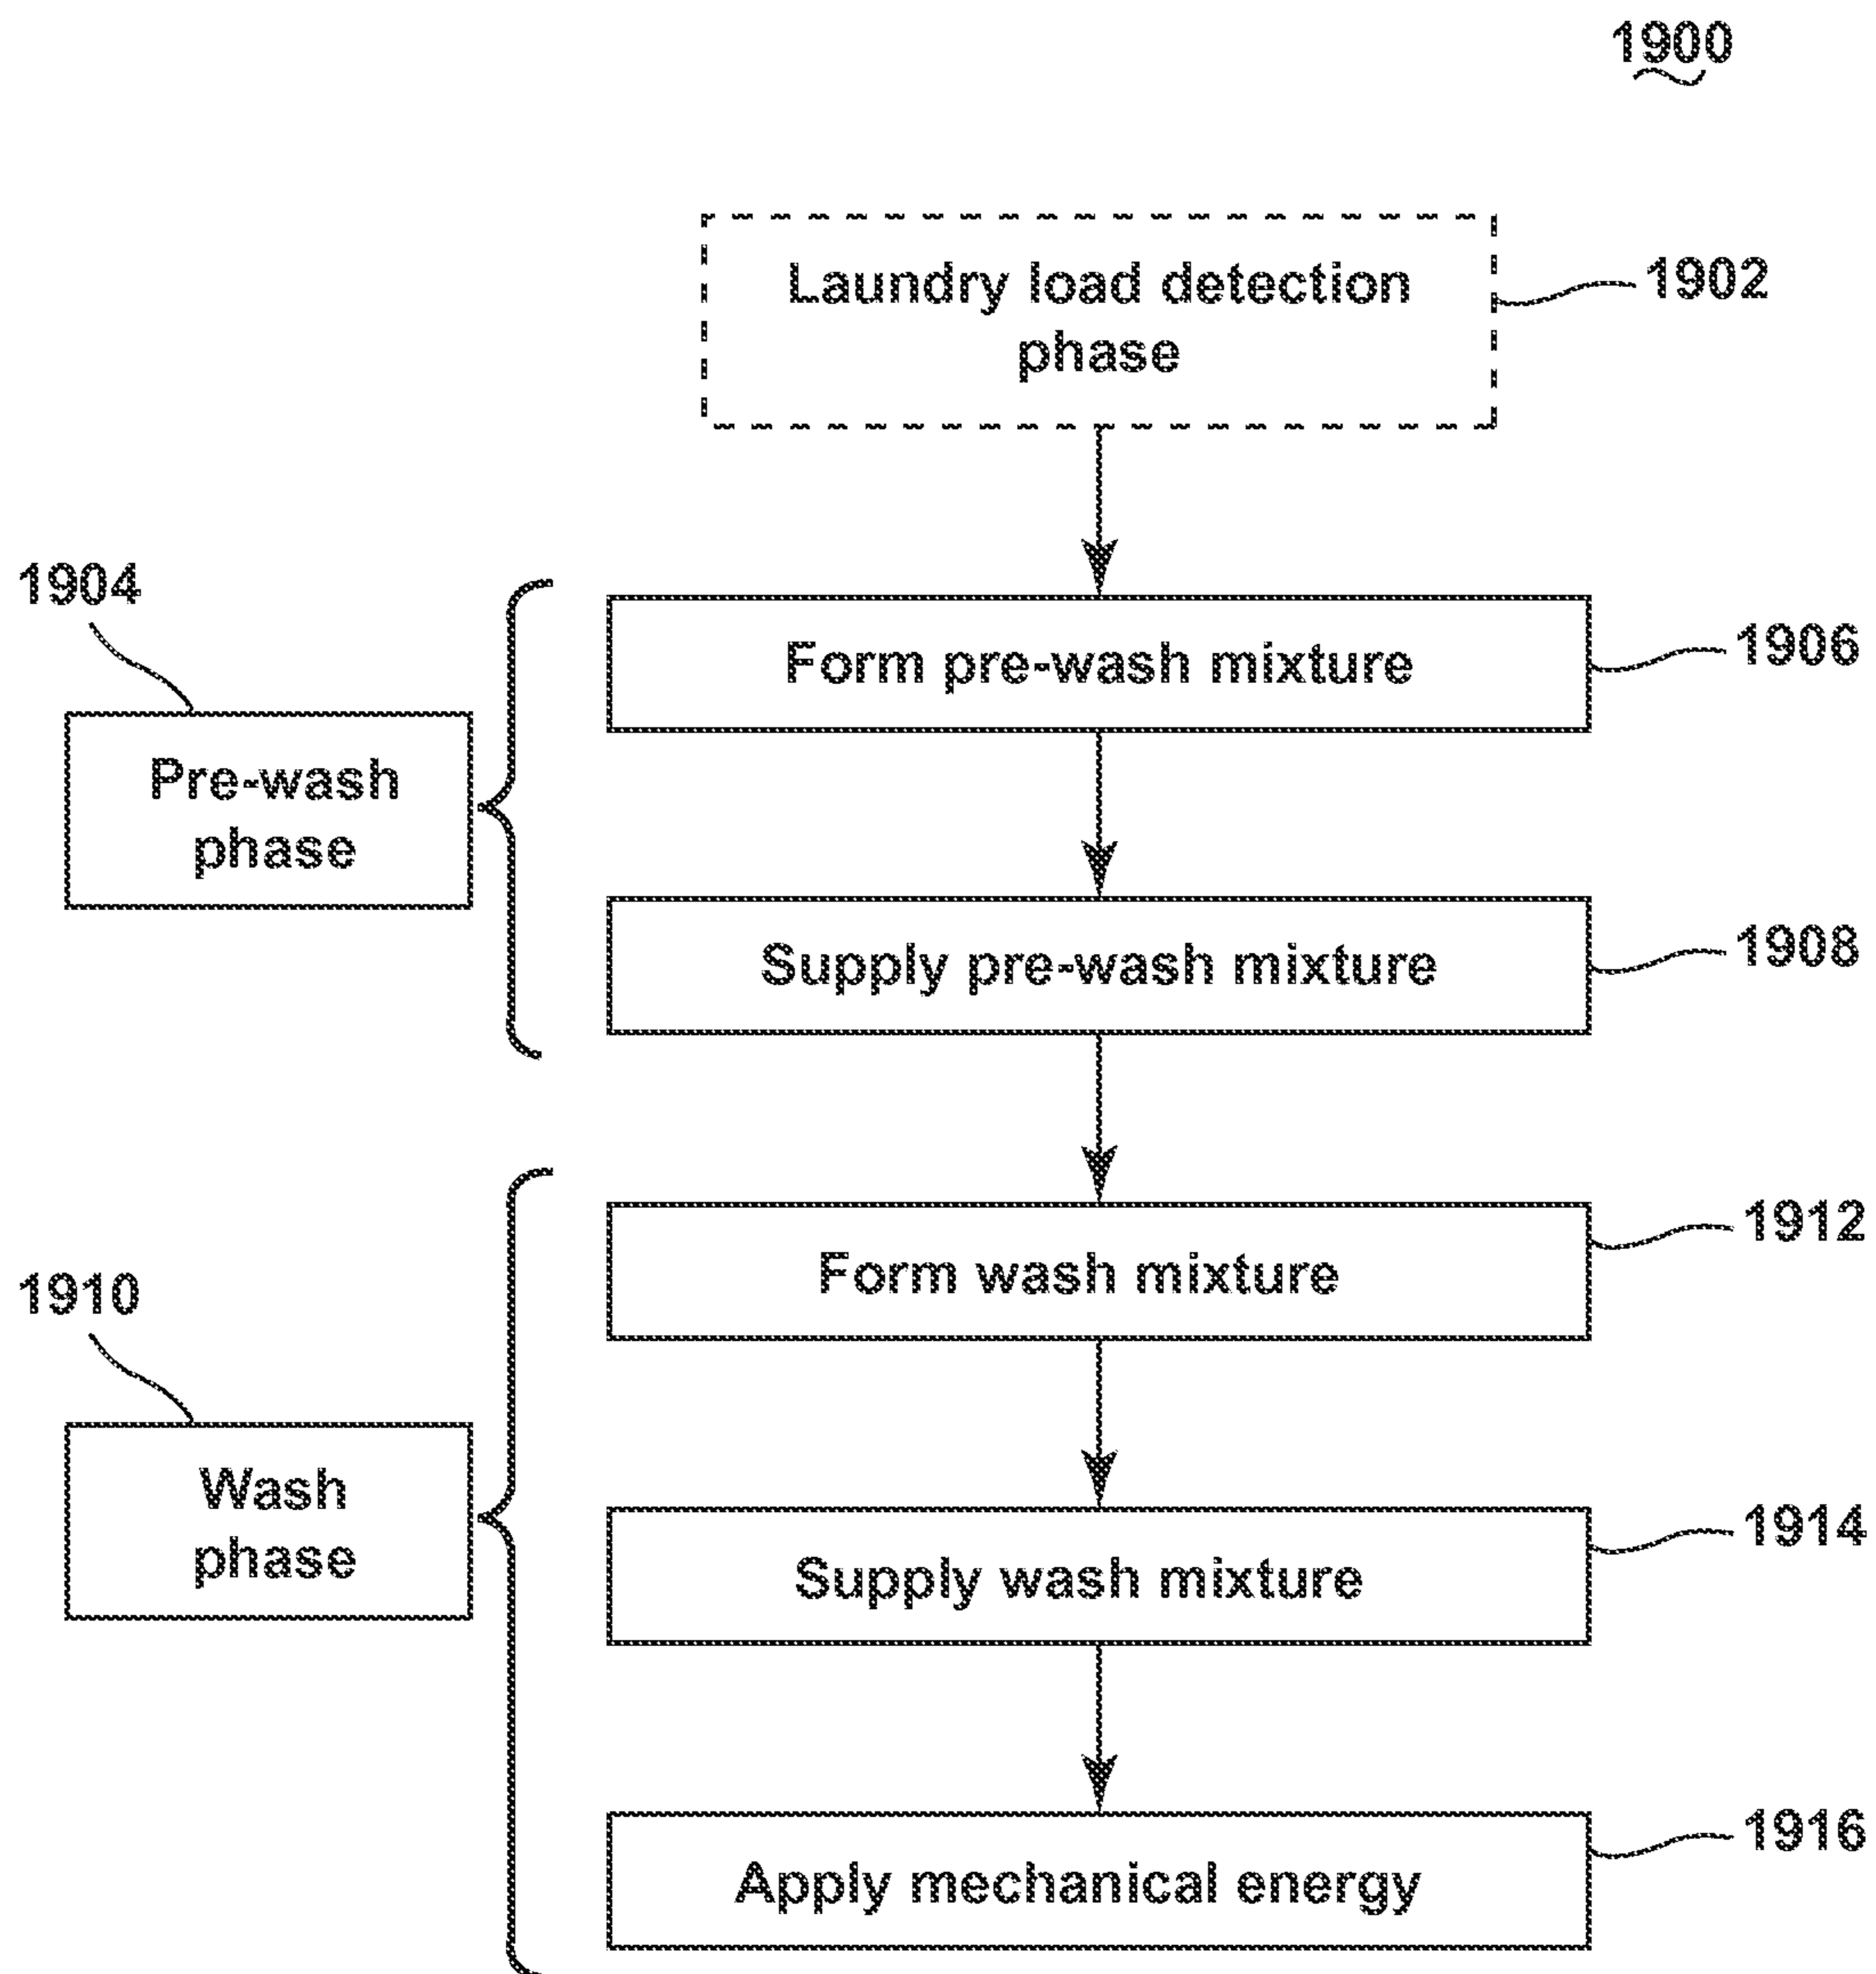 1900
Laundry load detection
phase
1902
1904
Pre-wash
phase
Form pre-wash mixture
1906
Supply pre-wash mixture
1908
1910
Wash
phase
Form wash mixture
1912
Supply wash mixture
1914
Apply mechanical energy
1916